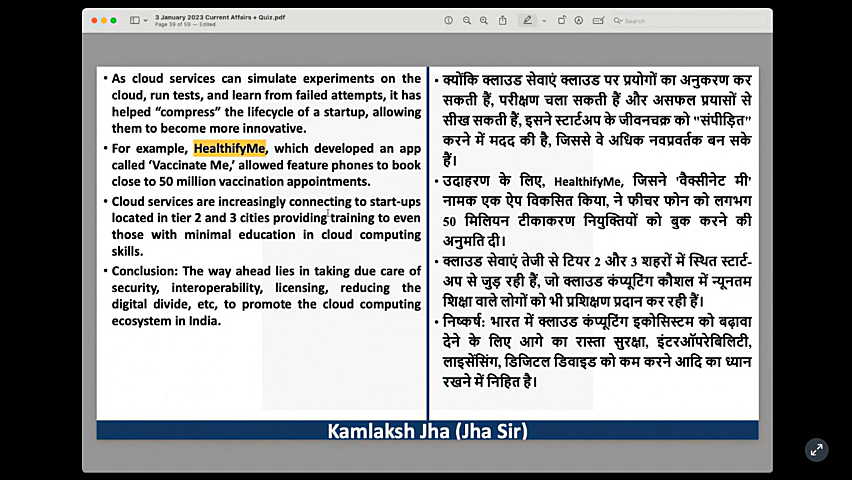 3 January 2023 Current Affairs + Quiz.pdf
Page 39 of 59 – Edited
Search
• As cloud services can simulate experiments on the
cloud, run tests, and learn from failed attempts, it has
helped “compress” the lifecycle of a startup, allowing
them to become more innovative.
• For example, HealthifyMe, which developed an app
called ‘Vaccinate Me,’ allowed feature phones to book
close to 50 million vaccination appointments.
• Cloud services are increasingly connecting to start-ups
located in tier 2 and 3 cities providing training to even
those with minimal education in cloud computing
skills.
• Conclusion: The way ahead lies in taking due care of
security, interoperability, licensing, reducing the
digital divide, etc, to promote the cloud computing
ecosystem in India.
• क्योंकि क्लाउड सेवाएं क्लाउड पर प्रयोगों का अनुकरण कर
सकती हैं, परीक्षण चला सकती हैं और असफल प्रयासों से
सीख सकती हैं, इसने स्टार्टअप के जीवनचक्र को "संपीड़ित"
करने में मदद की है, जिससे वे अधिक नवप्रवर्तक बन सके
हैं।
• उदाहरण के लिए, HealthifyMe, जिसने 'वैक्सीनेट मी'
नामक एक ऐप विकसित किया, ने फीचर फोन को लगभग
50 मिलियन टीकाकरण नियुक्तियों को बुक करने की
अनुमति दी।
• क्लाउड सेवाएं तेजी से टियर 2 और 3 शहरों में स्थित स्टार्ट-
अप से जुड़ रही हैं, जो क्लाउड कंप्यूटिंग कौशल में न्यूनतम
शिक्षा वाले लोगों को भी प्रशिक्षण प्रदान कर रही हैं।
• निष्कर्ष: भारत में क्लाउड कंप्यूटिंग इकोसिस्टम को बढ़ावा
देने के लिए आगे का रास्ता सुरक्षा, इंटरऑपरेबिलिटी,
लाइसेंसिंग, डिजिटल डिवाइड को कम करने आदि का ध्यान
रखने में निहित है।
Kamlaksh Jha (Jha Sir)